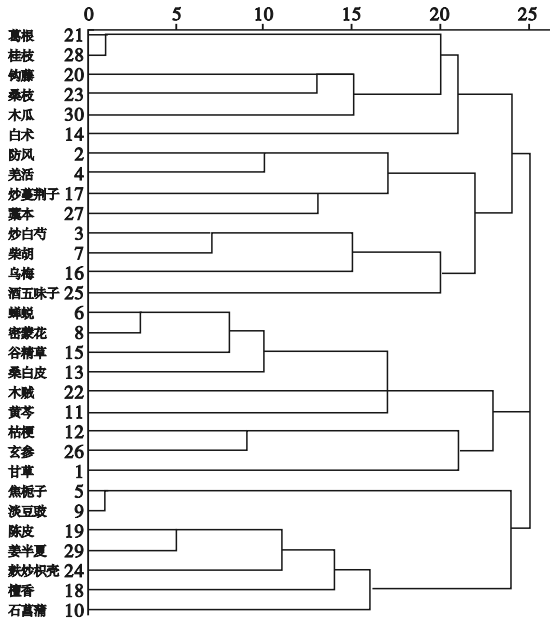 0 5 10 15 20 25
葛根 21
桂枝 28
钩藤 20
桑枝 23
木瓜 30
白术 14
防风 2
羌活 4
炒蔓荆子 17
藁本 27
炒白芍 3
柴胡 7
乌梅 16
酒五味子 25
蝉蜕 6
密蒙花 8
谷精草 15
桑白皮 13
木贼 22
黄芩 11
桔梗 12
玄参 26
甘草 1
焦栀子 5
淡豆豉 9
陈皮 19
姜半夏 29
麸炒枳壳 24
檀香 18
石菖蒲 10